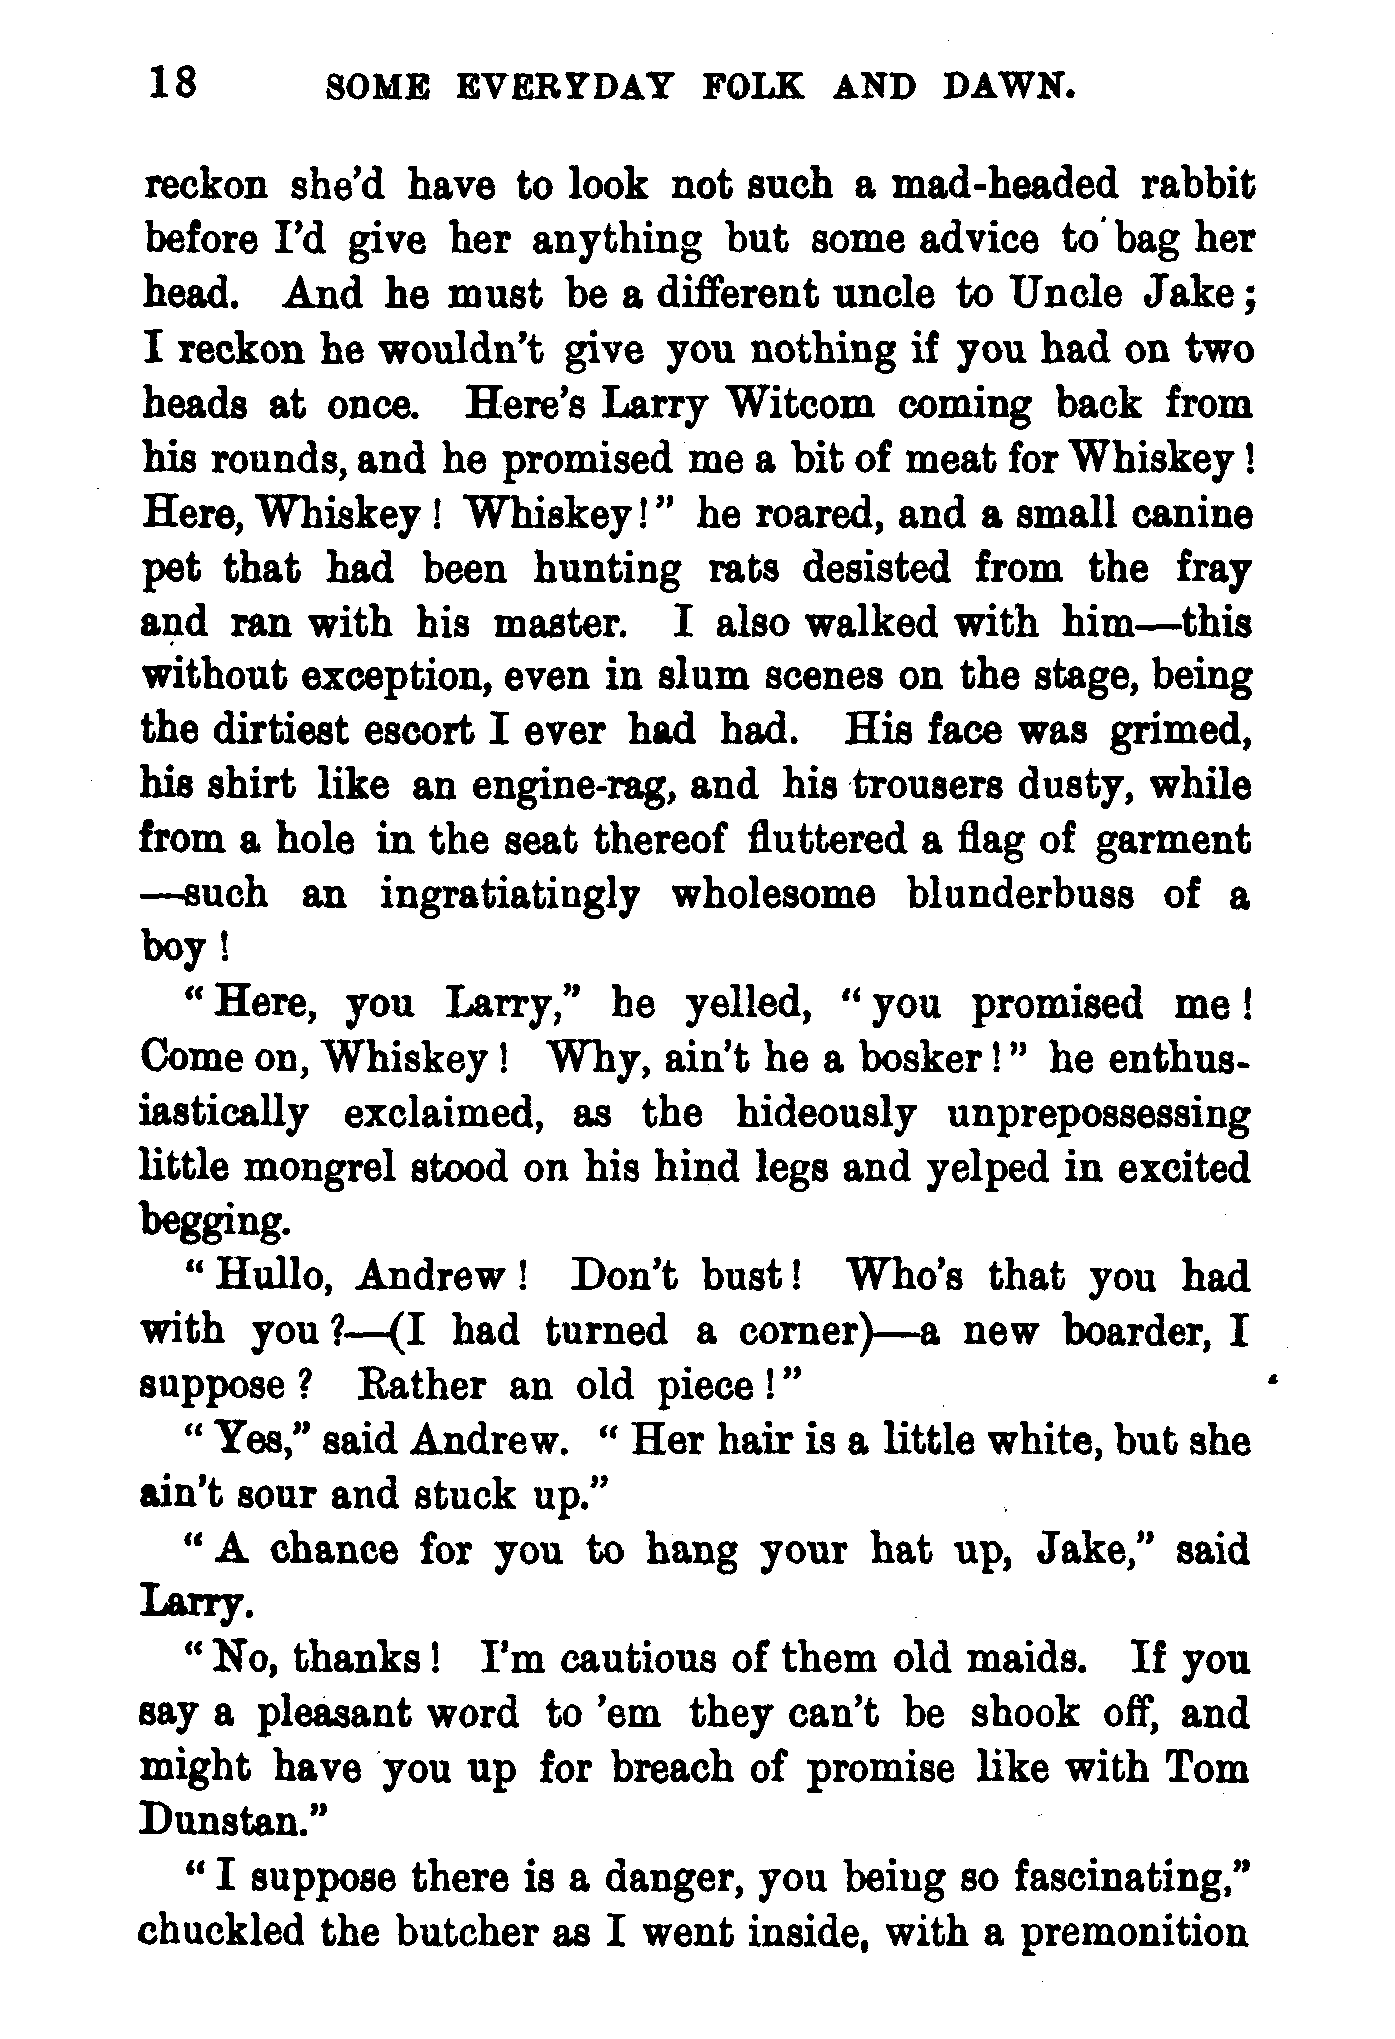 18 SOME EVERYDAY FOLK AND DAWN.
reckon she'd have to look not such a mad-headed rabbit
before I'd give her anything but some advice to bag her
head. And he must be a different uncle to Uncle Jake;
I reckon he wouldn't give you nothing if you had on two
heads at once. Here's Larry Witcom coming back from
his rounds, and he promised me a bit of meat for Whiskey!
Here, Whiskey! Whiskey!" he roared, and a small canine
pet that had been hunting rats desisted from the fray
and ran with his master. I also walked with him—this
without exception, even in slum scenes on the stage, being
the dirtiest escort I ever had had. His face was grimed,
his shirt like an engine-rag, and his trousers dusty, while
from a hole in the seat thereof fluttered a flag of garment
—such an ingratiatingly wholesome blunderbuss of a
boy!
"Here, you Larry," he yelled, "you promised me!
Come on, Whiskey! Why, ain't he a bosker!" he enthus-
iastically exclaimed, as the hideously unprepossessing
little mongrel stood on his hind legs and yelped in excited
begging.
"Hullo, Andrew! Don't bust! Who's that you had
with you?—(I had turned a corner)—a new boarder, I
suppose? Rather an old piece!"
"Yes," said Andrew. "Her hair is a little white, but she
ain't sour and stuck up."
"A chance for you to hang your hat up, Jake," said
Larry.
"No, thanks! I'm cautious of them old maids. If you
say a pleasant word to 'em they can't be shook off, and
might have you up for breach of promise like with Tom
Dunstan."
"I suppose there is a danger, you being so fascinating,"
chuckled the butcher as I went inside, with a premonition